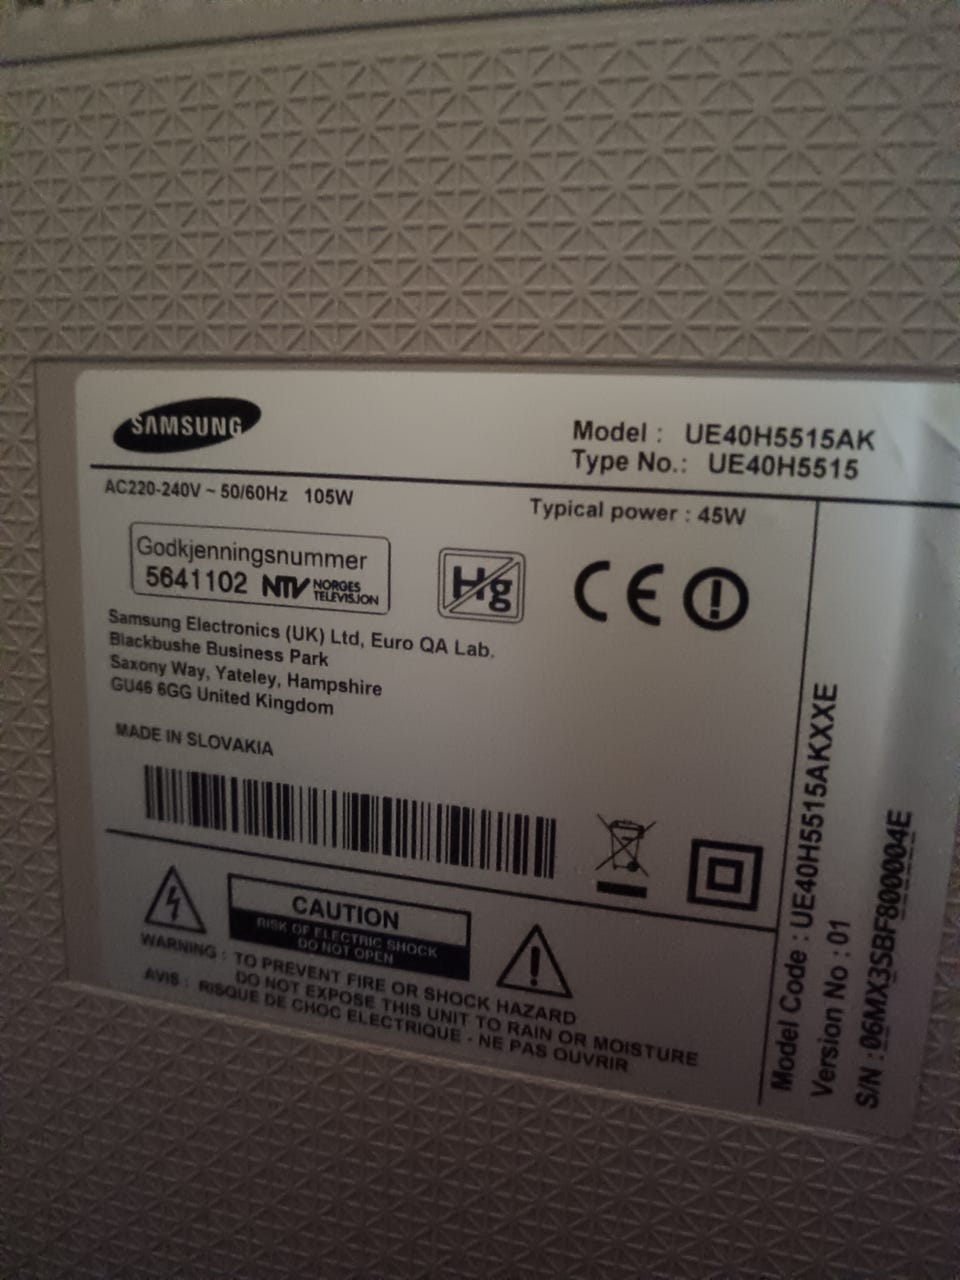 SAMSUNG
Model : UE40H5515AK
Type No.: UE40H5515
AC220-240V ~ 50/60Hz 105W
Typical power : 45W
Godkjenningsnummer
5641102 NTV NORGES
TELEVISJON
Hg
CE
Samsung Electronics (UK) Ltd, Euro QA Lab.
Blackbushe Business Park
Saxony Way, Yateley, Hampshire
GU46 6GG United Kingdom
MADE IN SLOVAKIA
CAUTION
RISK OF ELECTRIC SHOCK
DO NOT OPEN
WARNING : TO PREVENT FIRE OR SHOCK HAZARD
DO NOT EXPOSE THIS UNIT TO RAIN OR MOISTURE
AVIS : RISQUE DE CHOC ELECTRIQUE - NE PAS OUVRIR
Model Code : UE40H5515AKXXE
Version No : 01
S/N : 06MX3SBF800004E